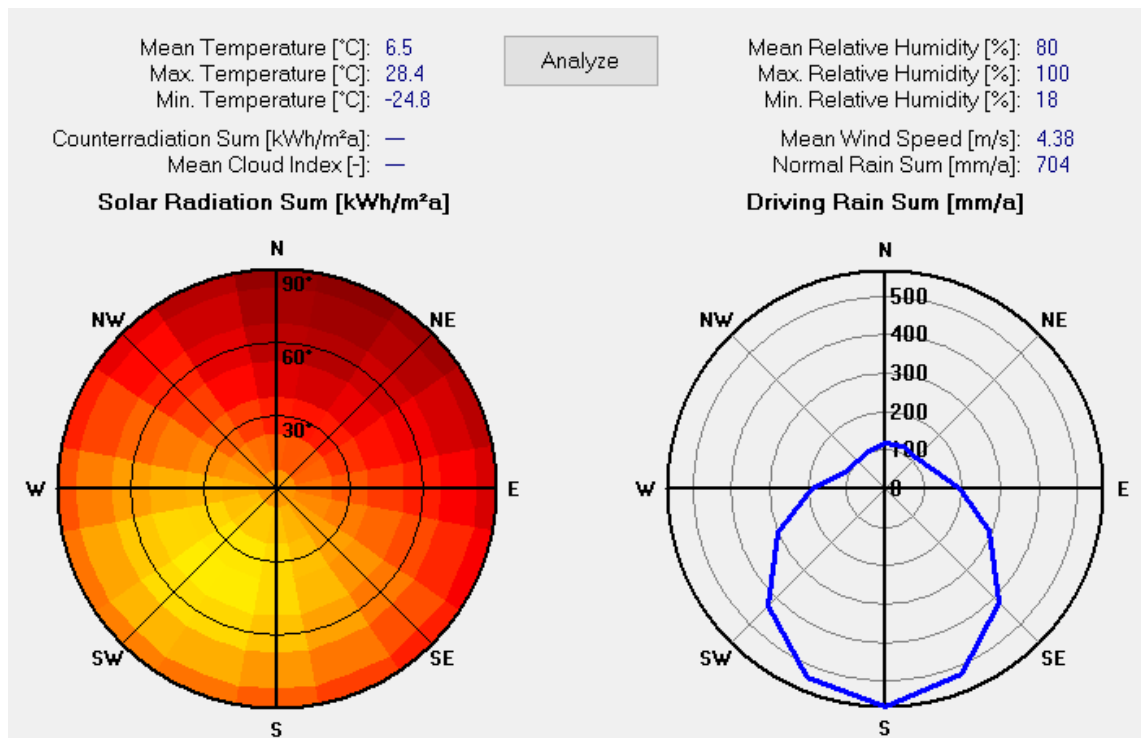 Mean Temperature [°C]: 6.5
Max. Temperature [°C]: 28.4
Min. Temperature [°C]: -24.8
Counterradiation Sum [kWh/m²a]: —
Mean Cloud Index [-]: —
Analyze
Mean Relative Humidity [%]: 80
Max. Relative Humidity [%]: 100
Min. Relative Humidity [%]: 18
Mean Wind Speed [m/s]: 4.38
Normal Rain Sum [mm/a]: 704
Solar Radiation Sum [kWh/m²a]
N
90°
NW
NE
60°
30°
W
E
SW
SE
S
Driving Rain Sum [mm/a]
N
500
NW
NE
400
300
200
100
W
0
E
SW
SE
S